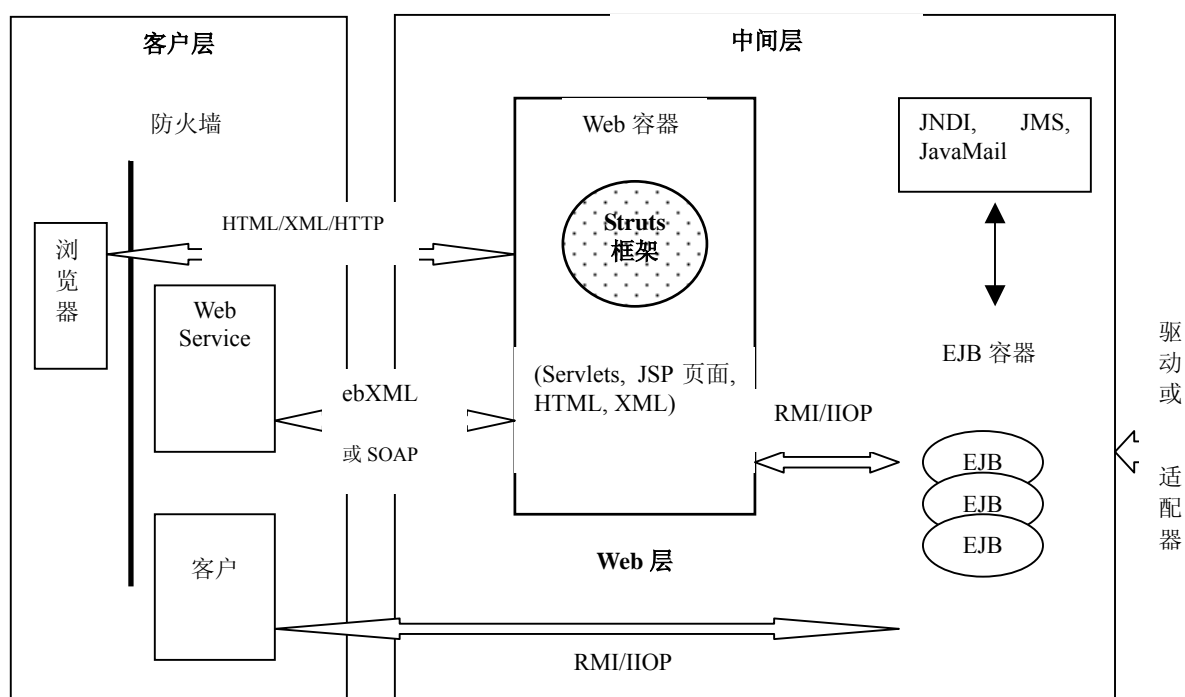 客户层
中间层
防火墙
Web 容器
JNDI, JMS,
JavaMail
HTML/XML/HTTP
Struts
框架
浏
览
器
Web
Service
EJB 容器
驱
动
或
适
配
器
(Servlets, JSP 页面,
HTML, XML)
ebXML
或 SOAP
RMI/IIOP
EJB
EJB
EJB
客户
Web 层
RMI/IIOP